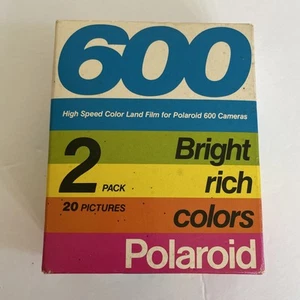 600
High Speed Color Land Film for Polaroid 600 Cameras
2 PACK
20 PICTURES
Bright
rich
colors
Polaroid